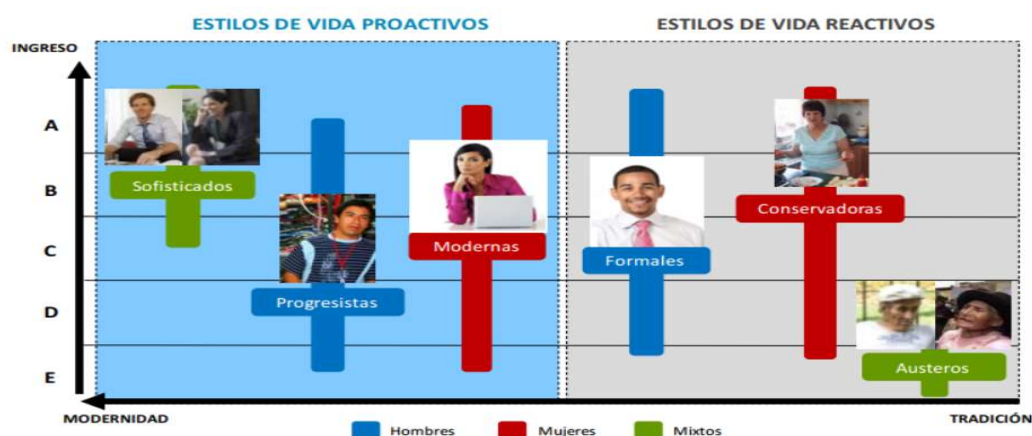 ESTILOS DE VIDA PROACTIVOS
ESTILOS DE VIDA REACTIVOS
INGRESO
A
B
C
D
E
Sofisticados
Progresistas
Modernas
Formales
Conservadoras
Austeros
MODERNIDAD
TRADICIÓN
Hombres
Mujeres
Mixtos